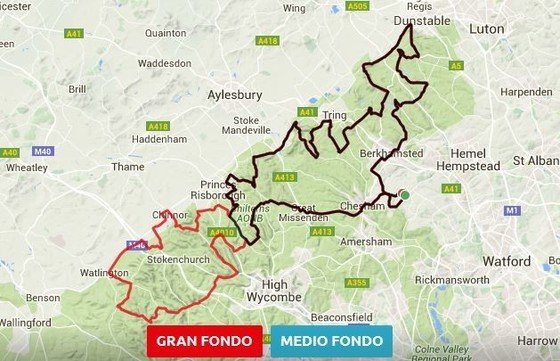 Regis
A505
Dunstable
Luton
A41
Quainton
A418
Waddesdon
A5
Brill
Aylesbury
Harpenden
Stoke
Mandeville
Tring
A41
A418
Haddenham
Berkhamsted
Hemel
Hempstead
St Alban
A40
M40
Wheatley
Thame
Princes
Risborough
A413
A41
Chinnor
Chilterns
AONB
Great
Missenden
Chesham
M1
A4010
A413
Amersham
Watford
Watlington
Stokenchurch
High
Wycombe
A355
Rickmansworth
Benson
Beaconsfield
Wallingford
Colne Valley
Regional
GRAN FONDO
MEDIO FONDO